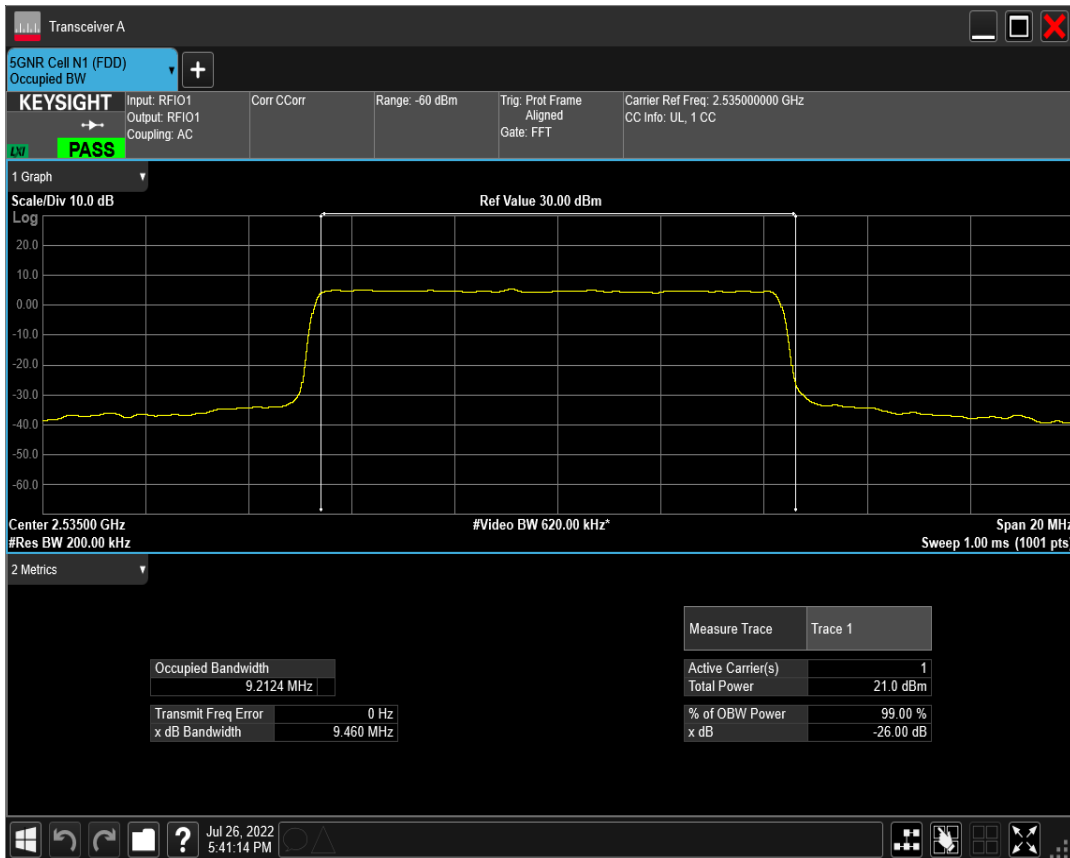 Transceiver A
5GNR Cell N1 (FDD)
Occupied BW
+
KEYSIGHT
LXI
PASS
Input: RFIO1
Output: RFIO1
Coupling: AC
Corr CCorr
Range: -60 dBm
Trig: Prot Frame
Aligned
Gate: FFT
Carrier Ref Freq: 2.535000000 GHz
CC Info: UL, 1 CC
1 Graph
Scale/Div 10.0 dB
Ref Value 30.00 dBm
Log
20.0
10.0
0.00
-10.0
-20.0
-30.0
-40.0
-50.0
-60.0
Center 2.53500 GHz
#Video BW 620.00 kHz*
Span 20 MHz
#Res BW 200.00 kHz
Sweep 1.00 ms (1001 pts)
2 Metrics
Measure Trace Trace 1
Occupied Bandwidth
9.2124 MHz
Active Carrier(s) 1
Total Power 21.0 dBm
Transmit Freq Error 0 Hz
x dB Bandwidth 9.460 MHz
% of OBW Power 99.00 %
x dB -26.00 dB
?
Jul 26, 2022
5:41:14 PM